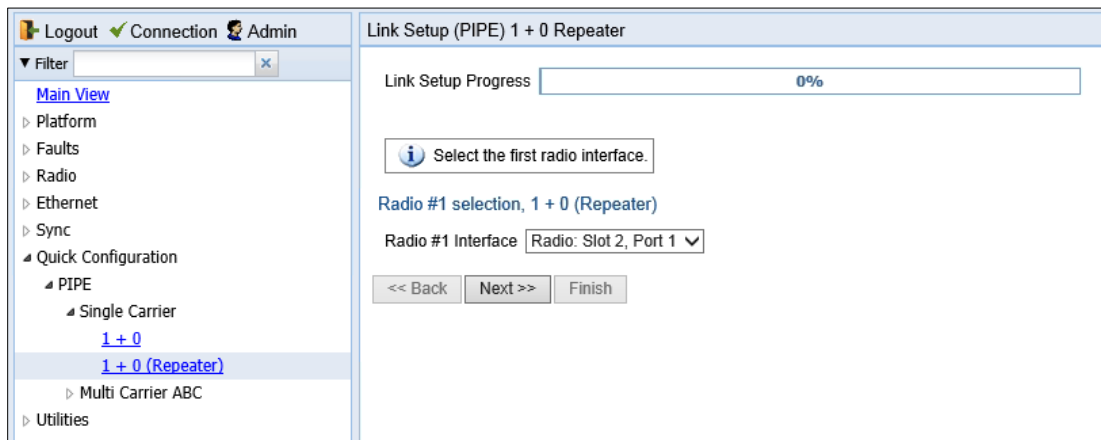 Logout Connection Admin
Filter
Main View
Platform
Faults
Radio
Ethernet
Sync
Quick Configuration
PIPE
Single Carrier
1 + 0
1 + 0 (Repeater)
Multi Carrier ABC
Utilities
Link Setup (PIPE) 1 + 0 Repeater
Link Setup Progress 0%
Select the first radio interface.
Radio #1 selection, 1 + 0 (Repeater)
Radio #1 Interface Radio: Slot 2, Port 1
<< Back Next >> Finish